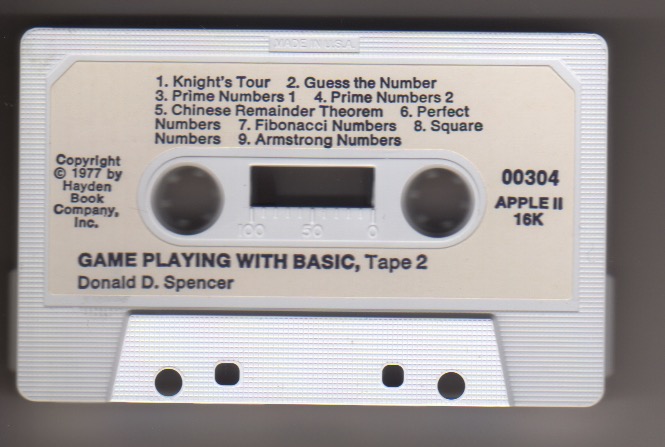 MADE IN U.S.A.
1. Knight's Tour 2. Guess the Number
3. Prime Numbers 1 4. Prime Numbers 2
5. Chinese Remainder Theorem 6. Perfect
Numbers 7. Fibonacci Numbers 8. Square
Numbers 9. Armstrong Numbers
Copyright
© 1977 by
Hayden
Book
Company,
Inc.
00304
APPLE II
16K
100 50 0
GAME PLAYING WITH BASIC, Tape 2
Donald D. Spencer